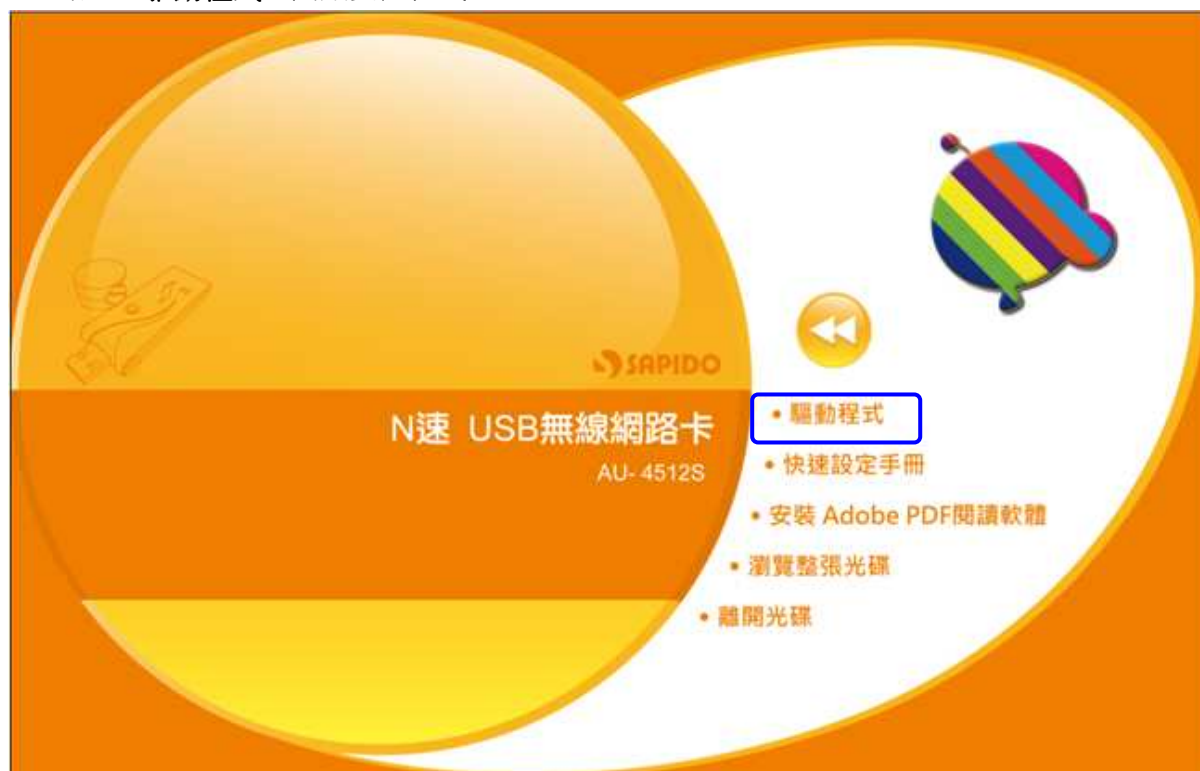 SAPIDO
N速 USB無線網路卡
AU- 4512S
• 驅動程式
• 快速設定手冊
• 安裝 Adobe PDF閱讀軟體
• 瀏覽整張光碟
• 離開光碟